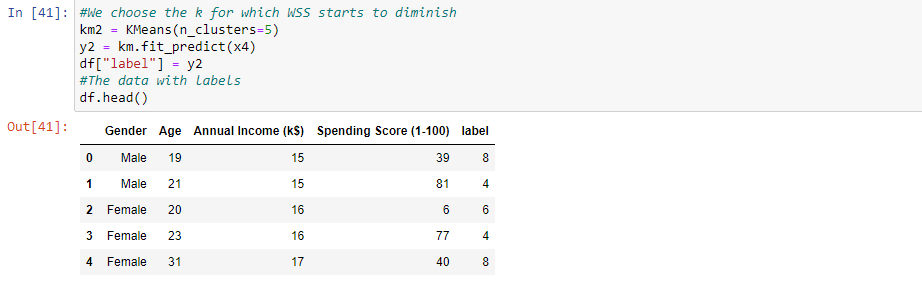 In [41]: #We choose the k for which WSS starts to diminish
km2 = KMeans(n_clusters=5)
y2 = km.fit_predict(x4)
df["label"] = y2
#The data with labels
df.head()
Out[41]:
Gender Age Annual Income (k$) Spending Score (1-100) label
0 Male 19 15 39 8
1 Male 21 15 81 4
2 Female 20 16 6 6
3 Female 23 16 77 4
4 Female 31 17 40 8